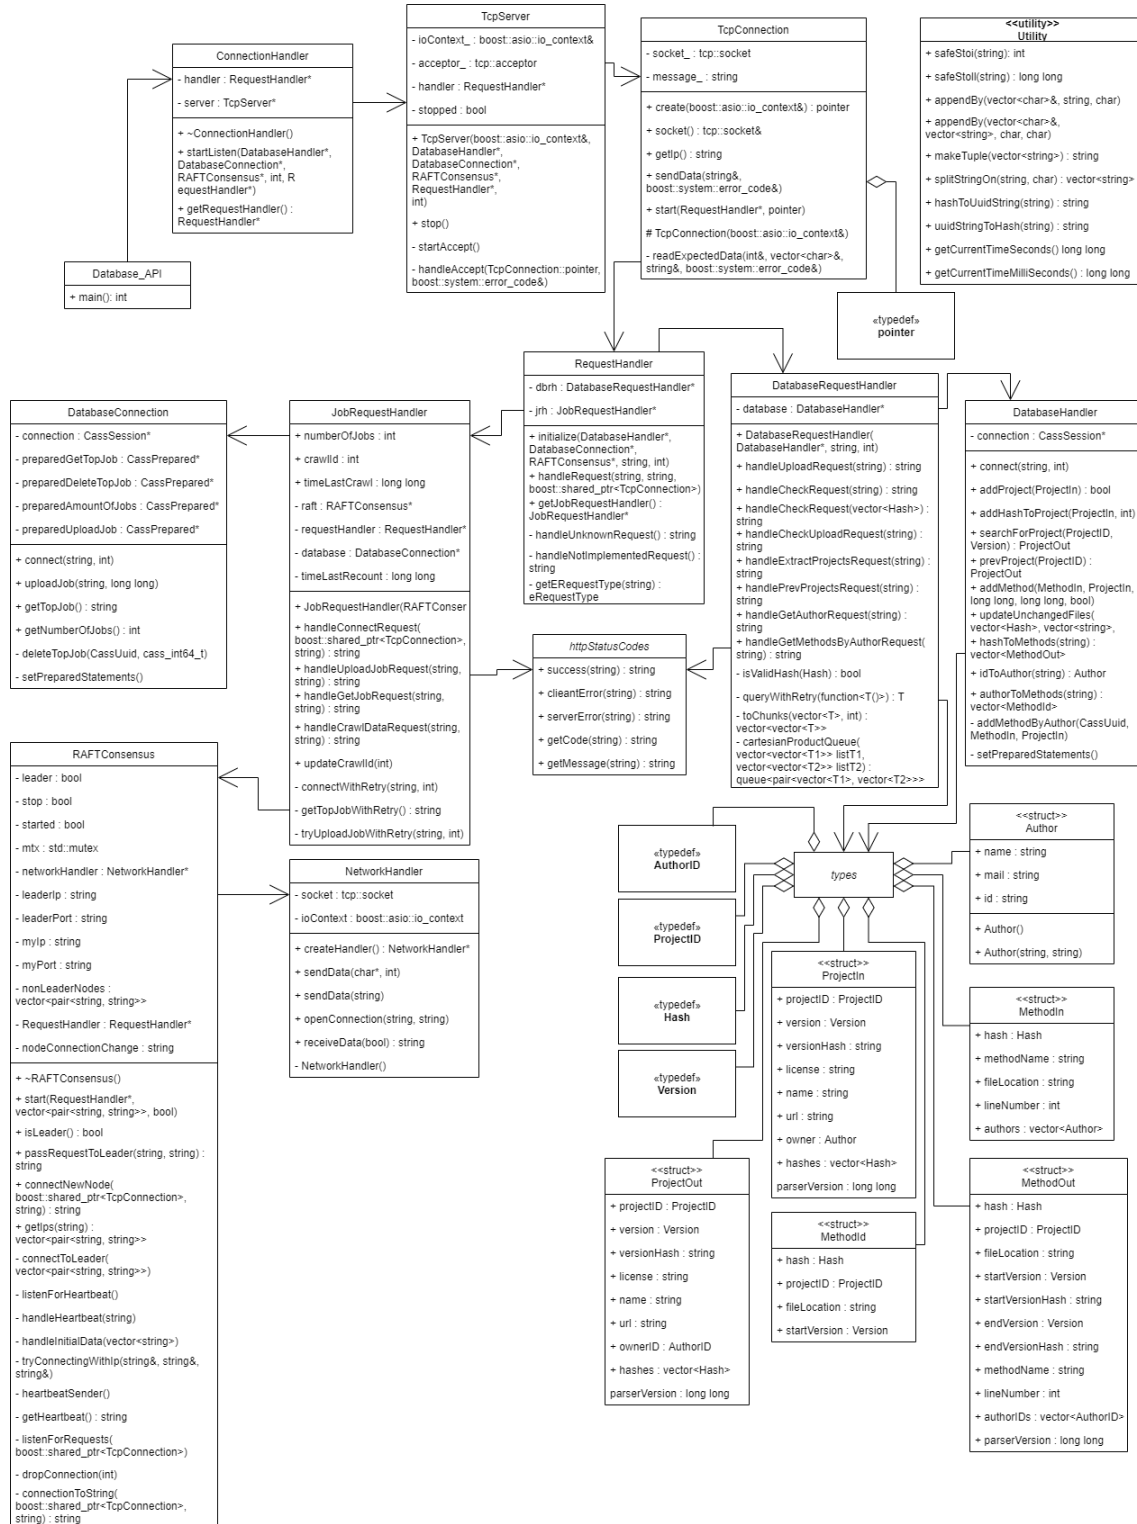 ConnectionHandler
- handler : RequestHandler*
- server : TcpServer*
+ ~ConnectionHandler()
+ startListen(DatabaseHandler*,
DatabaseConnection*,
RAFTConsensus*, int, R
equestHandler*)
+ getRequestHandler() :
RequestHandler*
TcpServer
- ioContext_ : boost::asio::io_context&
- acceptor_ : tcp::acceptor
- handler : RequestHandler*
- stopped : bool
+ TcpServer(boost::asio::io_context&,
DatabaseHandler*,
DatabaseConnection*,
RAFTConsensus*,
RequestHandler*,
int)
+ stop()
- startAccept()
- handleAccept(TcpConnection::pointer,
boost::system::error_code&)
TcpConnection
- socket_ : tcp::socket
- message_ : string
+ create(boost::asio::io_context&) : pointer
+ socket() : tcp::socket&
+ getIp() : string
+ sendData(string&,
boost::system::error_code&)
+ start(RequestHandler*, pointer)
# TcpConnection(boost::asio::io_context&)
- readExpectedData(int&, vector<char>&,
string&, boost::system::error_code&)
<<utility>>
Utility
+ safeStoi(string): int
+ safeStoll(string) : long long
+ appendBy(vector<char>&, string, char)
+ appendBy(vector<char>&,
vector<string>, char, char)
+ makeTuple(vector<string>) : string
+ splitStringOn(string, char) : vector<string>
+ hashToUuidString(string) : string
+ uuidStringToHash(string) : string
+ getCurrentTimeSeconds() long long
+ getCurrentTimeMilliSeconds() : long long
Database_API
+ main(): int
«typedef»
pointer
DatabaseConnection
- connection : CassSession*
- preparedGetTopJob : CassPrepared*
- preparedDeleteTopJob : CassPrepared*
- preparedAmountOfJobs : CassPrepared*
- preparedUploadJob : CassPrepared*
+ connect(string, int)
+ uploadJob(string, long long)
+ getTopJob() : string
+ getNumberOfJobs() : int
- deleteTopJob(CassUuid, cass_int64_t)
- setPreparedStatements()
JobRequestHandler
+ numberOfJobs : int
+ crawlId : int
+ timeLastCrawl : long long
- raft : RAFTConsensus*
- requestHandler : RequestHandler*
- database : DatabaseConnection*
- timeLastRecount : long long
+ JobRequestHandler(RAFTConser
+ handleConnectRequest(
boost::shared_ptr<TcpConnection>,
string) : string
+ handleUploadJobRequest(string,
string) : string
+ handleGetJobRequest(string,
string) : string
+ handleCrawlDataRequest(string,
string) : string
+ updateCrawlId(int)
- connectWithRetry(string, int)
- getTopJobWithRetry() : string
- tryUploadJobWithRetry(string, int)
RequestHandler
- dbrh : DatabaseRequestHandler*
- jrh : JobRequestHandler*
+ initialize(DatabaseHandler*,
DatabaseConnection*,
RAFTConsensus*, string, int)
+ handleRequest(string, string,
boost::shared_ptr<TcpConnection>)
+ getJobRequestHandler() :
JobRequestHandler*
- handleUnknownRequest() : string
- handleNotImplementedRequest() :
string
- getERequestType(string) :
eRequestType
DatabaseRequestHandler
- database : DatabaseHandler*
+ DatabaseRequestHandler(
DatabaseHandler*, string, int)
+ handleUploadRequest(string) : string
+ handleCheckRequest(string) : string
+ handleCheckRequest(vector<Hash>) :
string
+ handleCheckUploadRequest(string) :
string
+ handleExtractProjectsRequest(string) :
string
+ handlePrevProjectsRequest(string) :
string
+ handleGetAuthorRequest(string) :
string
+ handleGetMethodsByAuthorRequest(
string) : string
- isValidHash(Hash) : bool
- queryWithRetry(function<T()>) : T
- toChunks(vector<T>, int) :
vector<vector<T>>
- cartesianProductQueue(
vector<vector<T1>> listT1,
vector<vector<T2>> listT2) :
queue<pair<vector<T1>, vector<T2>>>
DatabaseHandler
- connection : CassSession*
+ connect(string, int)
+ addProject(ProjectIn) : bool
+ addHashToProject(ProjectIn, int)
+ searchForProject(ProjectID,
Version) : ProjectOut
+ prevProject(ProjectID) :
ProjectOut
+ addMethod(MethodIn, ProjectIn,
long long, long long, bool)
+ updateUnchangedFiles(
vector<Hash>, vector<string>,
+ hashToMethods(string) :
vector<MethodOut>
+ idToAuthor(string) : Author
+ authorToMethods(string) :
vector<MethodId>
- addMethodByAuthor(CassUuid,
MethodIn, ProjectIn)
- setPreparedStatements()
httpStatusCodes
+ success(string) : string
+ clieantError(string) : string
+ serverError(string) : string
+ getCode(string) : string
+ getMessage(string) : string
RAFTConsensus
- leader : bool
- stop : bool
- started : bool
- mtx : std::mutex
- networkHandler : NetworkHandler*
- leaderIp : string
- leaderPort : string
- myIp : string
- myPort : string
- nonLeaderNodes :
vector<pair<string, string>>
- RequestHandler : RequestHandler*
- nodeConnectionChange : string
+ ~RAFTConsensus()
+ start(RequestHandler*,
vector<pair<string, string>>, bool)
+ isLeader() : bool
+ passRequestToLeader(string, string) :
string
+ connectNewNode(
boost::shared_ptr<TcpConnection>,
string) : string
+ getIps(string) :
vector<pair<string, string>>
- connectToLeader(
vector<pair<string, string>>)
- listenForHeartbeat()
- handleHeartbeat(string)
- handleInitialData(vector<string>)
- tryConnectingWithIp(string&, string&,
string&)
- heartbeatSender()
- getHeartbeat() : string
- listenForRequests(
boost::shared_ptr<TcpConnection>)
- dropConnection(int)
- connectionToString(
boost::shared_ptr<TcpConnection>,
string) : string
NetworkHandler
- socket : tcp::socket
- ioContext : boost::asio::io_context
+ createHandler() : NetworkHandler*
+ sendData(char*, int)
+ sendData(string)
+ openConnection(string, string)
+ receiveData(bool) : string
- NetworkHandler()
«typedef»
AuthorID
«typedef»
ProjectID
«typedef»
Hash
«typedef»
Version
types
<<struct>>
Author
+ name : string
+ mail : string
+ id : string
+ Author()
+ Author(string, string)
<<struct>>
ProjectIn
+ projectID : ProjectID
+ version : Version
+ versionHash : string
+ license : string
+ name : string
+ url : string
+ owner : Author
+ hashes : vector<Hash>
parserVersion : long long
<<struct>>
MethodIn
+ hash : Hash
+ methodName : string
+ fileLocation : string
+ lineNumber : int
+ authors : vector<Author>
<<struct>>
ProjectOut
+ projectID : ProjectID
+ version : Version
+ versionHash : string
+ license : string
+ name : string
+ url : string
+ ownerID : AuthorID
+ hashes : vector<Hash>
parserVersion : long long
<<struct>>
MethodId
+ hash : Hash
+ projectID : ProjectID
+ fileLocation : string
+ startVersion : Version
<<struct>>
MethodOut
+ hash : Hash
+ projectID : ProjectID
+ fileLocation : string
+ startVersion : Version
+ startVersionHash : string
+ endVersion : Version
+ endVersionHash : string
+ methodName : string
+ lineNumber : int
+ authorIDs : vector<AuthorID>
+ parserVersion : long long